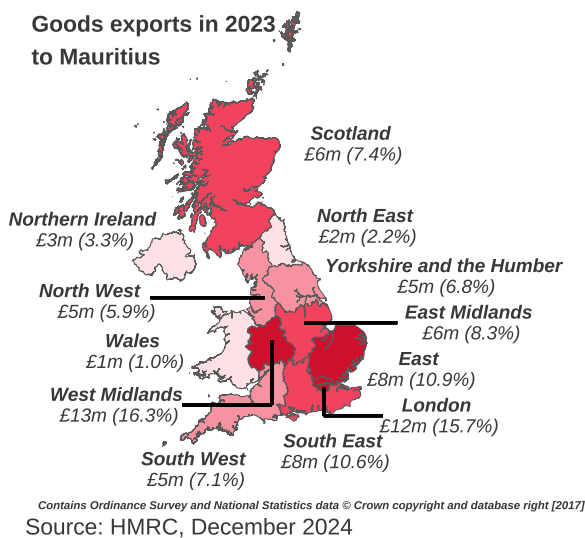 Goods exports in 2023
to Mauritius
Scotland
£6m (7.4%)
Northern Ireland
£3m (3.3%)
North East
£2m (2.2%)
Yorkshire and the Humber
£5m (6.8%)
North West
£5m (5.9%)
East Midlands
£6m (8.3%)
Wales
£1m (1.0%)
East
£8m (10.9%)
West Midlands
£13m (16.3%)
London
£12m (15.7%)
South East
£8m (10.6%)
South West
£5m (7.1%)
Contains Ordinance Survey and National Statistics data © Crown copyright and database right [2017]
Source: HMRC, December 2024